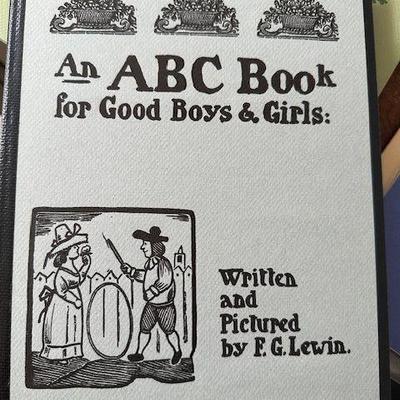 An ABC Book
for Good Boys & Girls:
Written
and
Pictured
by F. G. Lewin.